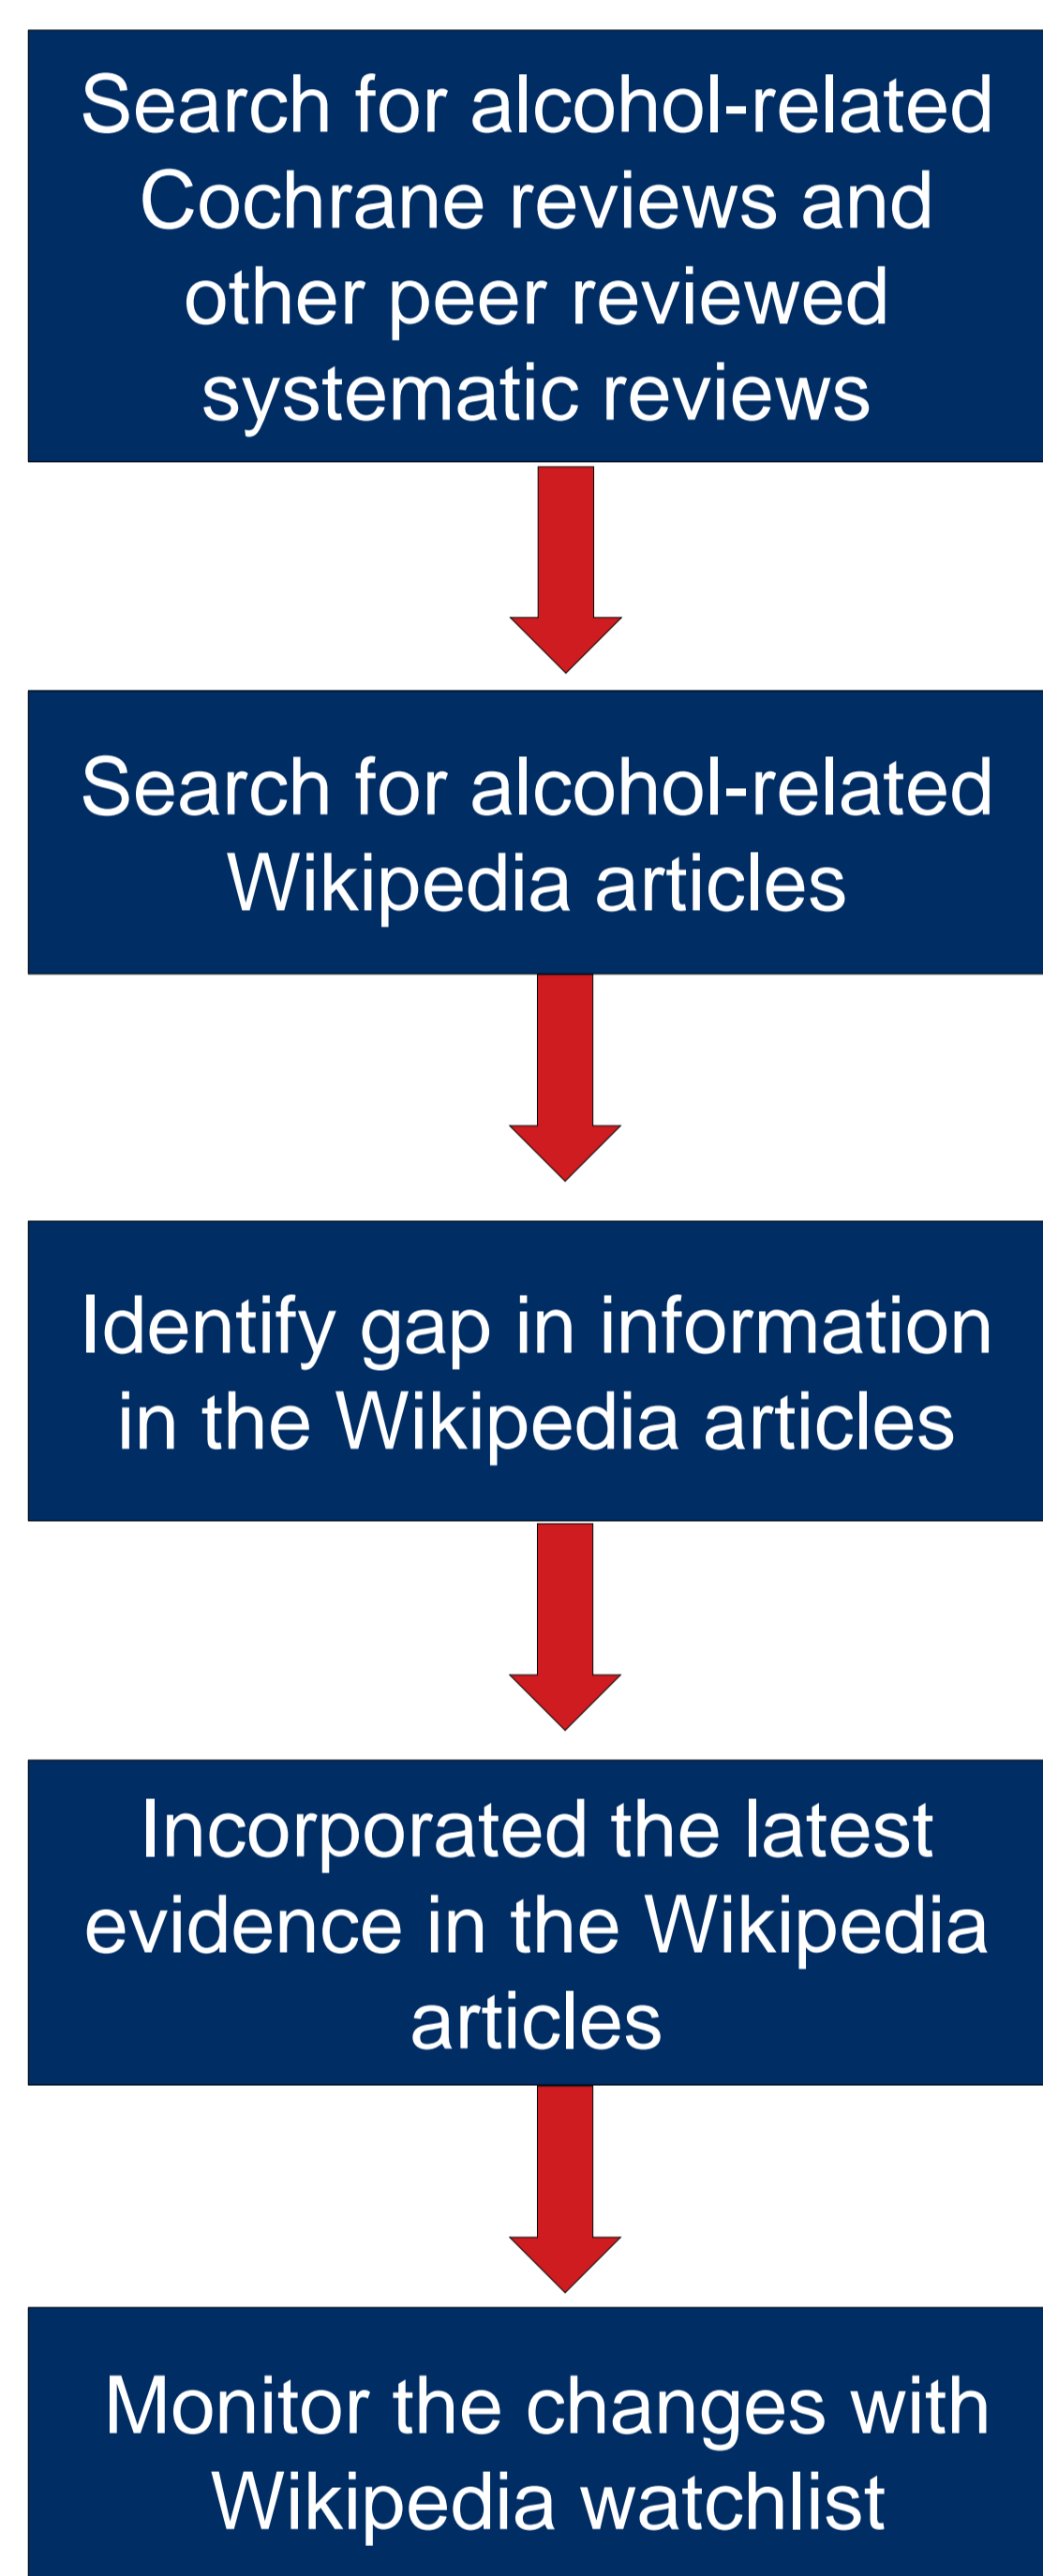 Search for alcohol-related
Cochrane reviews and
other peer reviewed
systematic reviews
Search for alcohol-related
Wikipedia articles
Identify gap in information
in the Wikipedia articles
Incorporated the latest
evidence in the Wikipedia
articles
Monitor the changes with
Wikipedia watchlist